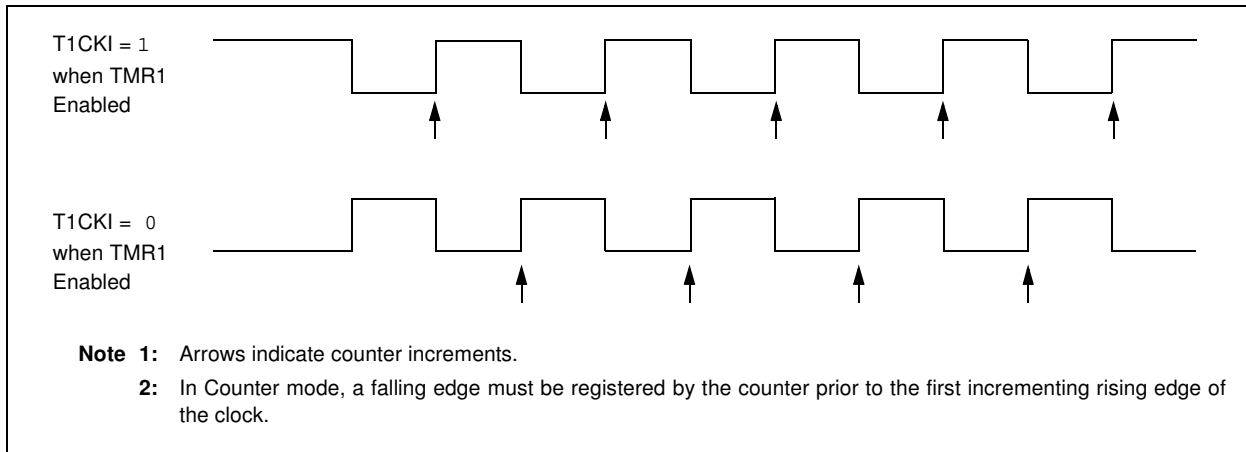 T1CKI = 1
when TMR1
Enabled
T1CKI = 0
when TMR1
Enabled
Note 1: Arrows indicate counter increments.
2: In Counter mode, a falling edge must be registered by the counter prior to the first incrementing rising edge of
the clock.